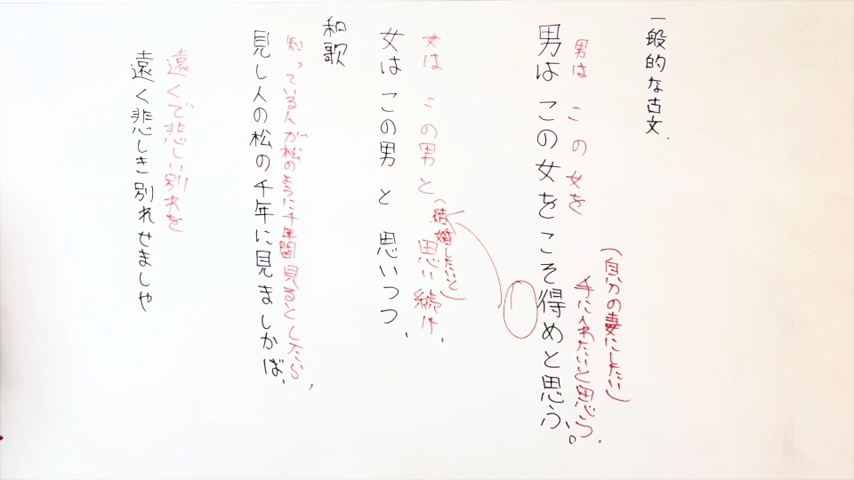 一般的な古文.
(自分の妻にしたい)
手に入れたいと思う.
男は この 女を
男は この女をこそ得めと思ふ。
(結婚したいと)
女は この男と 思い続け.
女は この男と 思いつつ.
和歌
知っている人が松のように千年間見るとしたら,
見し人の松の千年に見ましかば,
遠くで悲しい別れを
遠く悲しき別れせましや